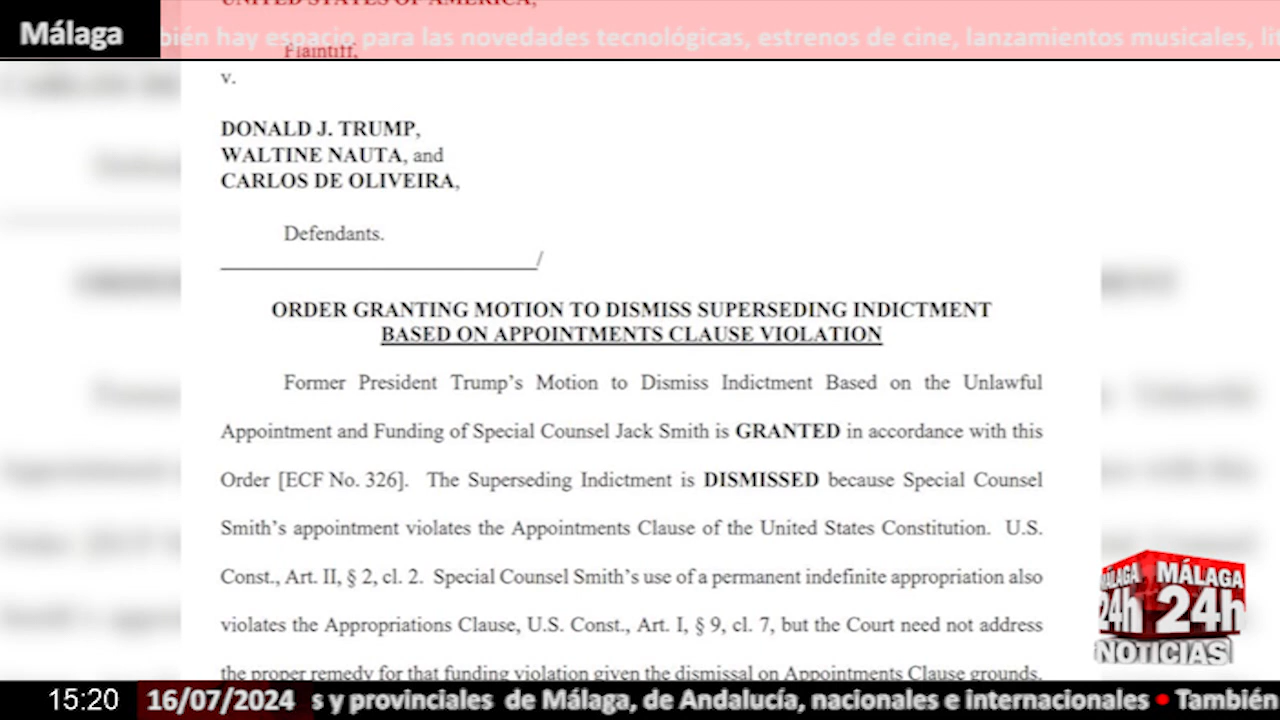 UNITED STATES OF AMERICA,
Málaga
bién hay espacio para las novedades tecnológicas, estrenos de cine, lanzamientos musicales, lit
Plaintiff,
v.
DONALD J. TRUMP,
WALTINE NAUTA, and
CARLOS DE OLIVEIRA,
Defendants.
/
ORDER GRANTING MOTION TO DISMISS SUPERSEDING INDICTMENT
BASED ON APPOINTMENTS CLAUSE VIOLATION
Former President Trump's Motion to Dismiss Indictment Based on the Unlawful
Appointment and Funding of Special Counsel Jack Smith is GRANTED in accordance with this
Order [ECF No. 326]. The Superseding Indictment is DISMISSED because Special Counsel
Smith's appointment violates the Appointments Clause of the United States Constitution. U.S.
Const., Art. II, § 2, cl. 2. Special Counsel Smith's use of a permanent indefinite appropriation also
violates the Appropriations Clause, U.S. Const., Art. I, § 9, cl. 7, but the Court need not address
the proper remedy for that funding violation given the dismissal on Appointments Clause grounds.
MÁLAGA MÁLAGA
24h 24h
NOTICIAS
15:20 16/07/2024 s y provinciales de Málaga, de Andalucía, nacionales e internacionales • También